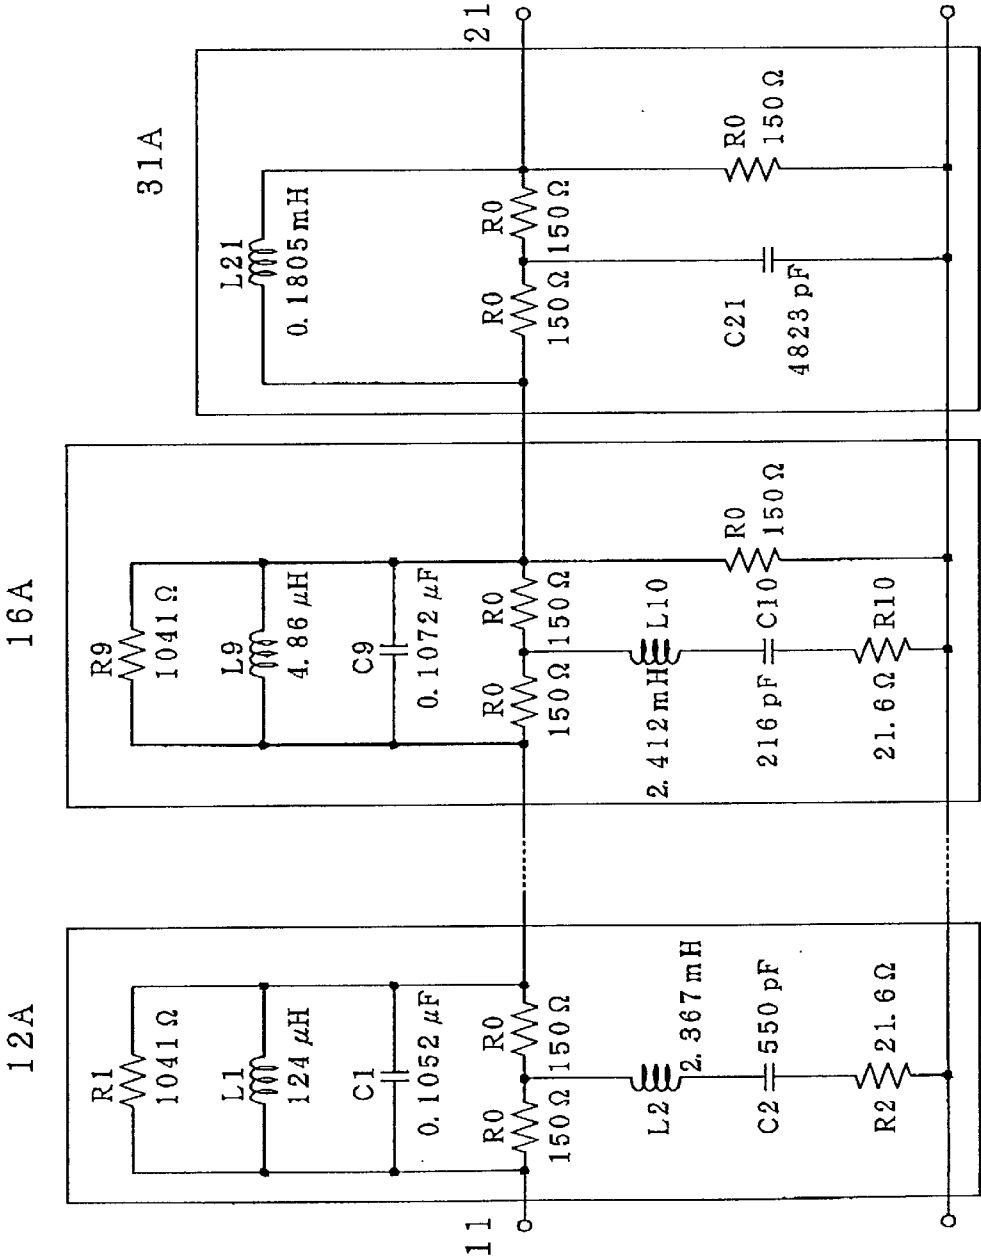 12A
R1
1041Ω
L1
124μH
C1
0.1052μF
R0
150Ω
R0
150Ω
L2
2.367mH
C2
550pF
R2
21.6Ω
11
16A
R9
1041Ω
L9
4.86μH
C9
0.1072μF
R0
150Ω
R0
150Ω
2.412mH
L10
216pF
C10
21.6Ω
R10
R0
150Ω
31A
L21
0.1805mH
R0
150Ω
R0
150Ω
C21
4823pF
R0
150Ω
21